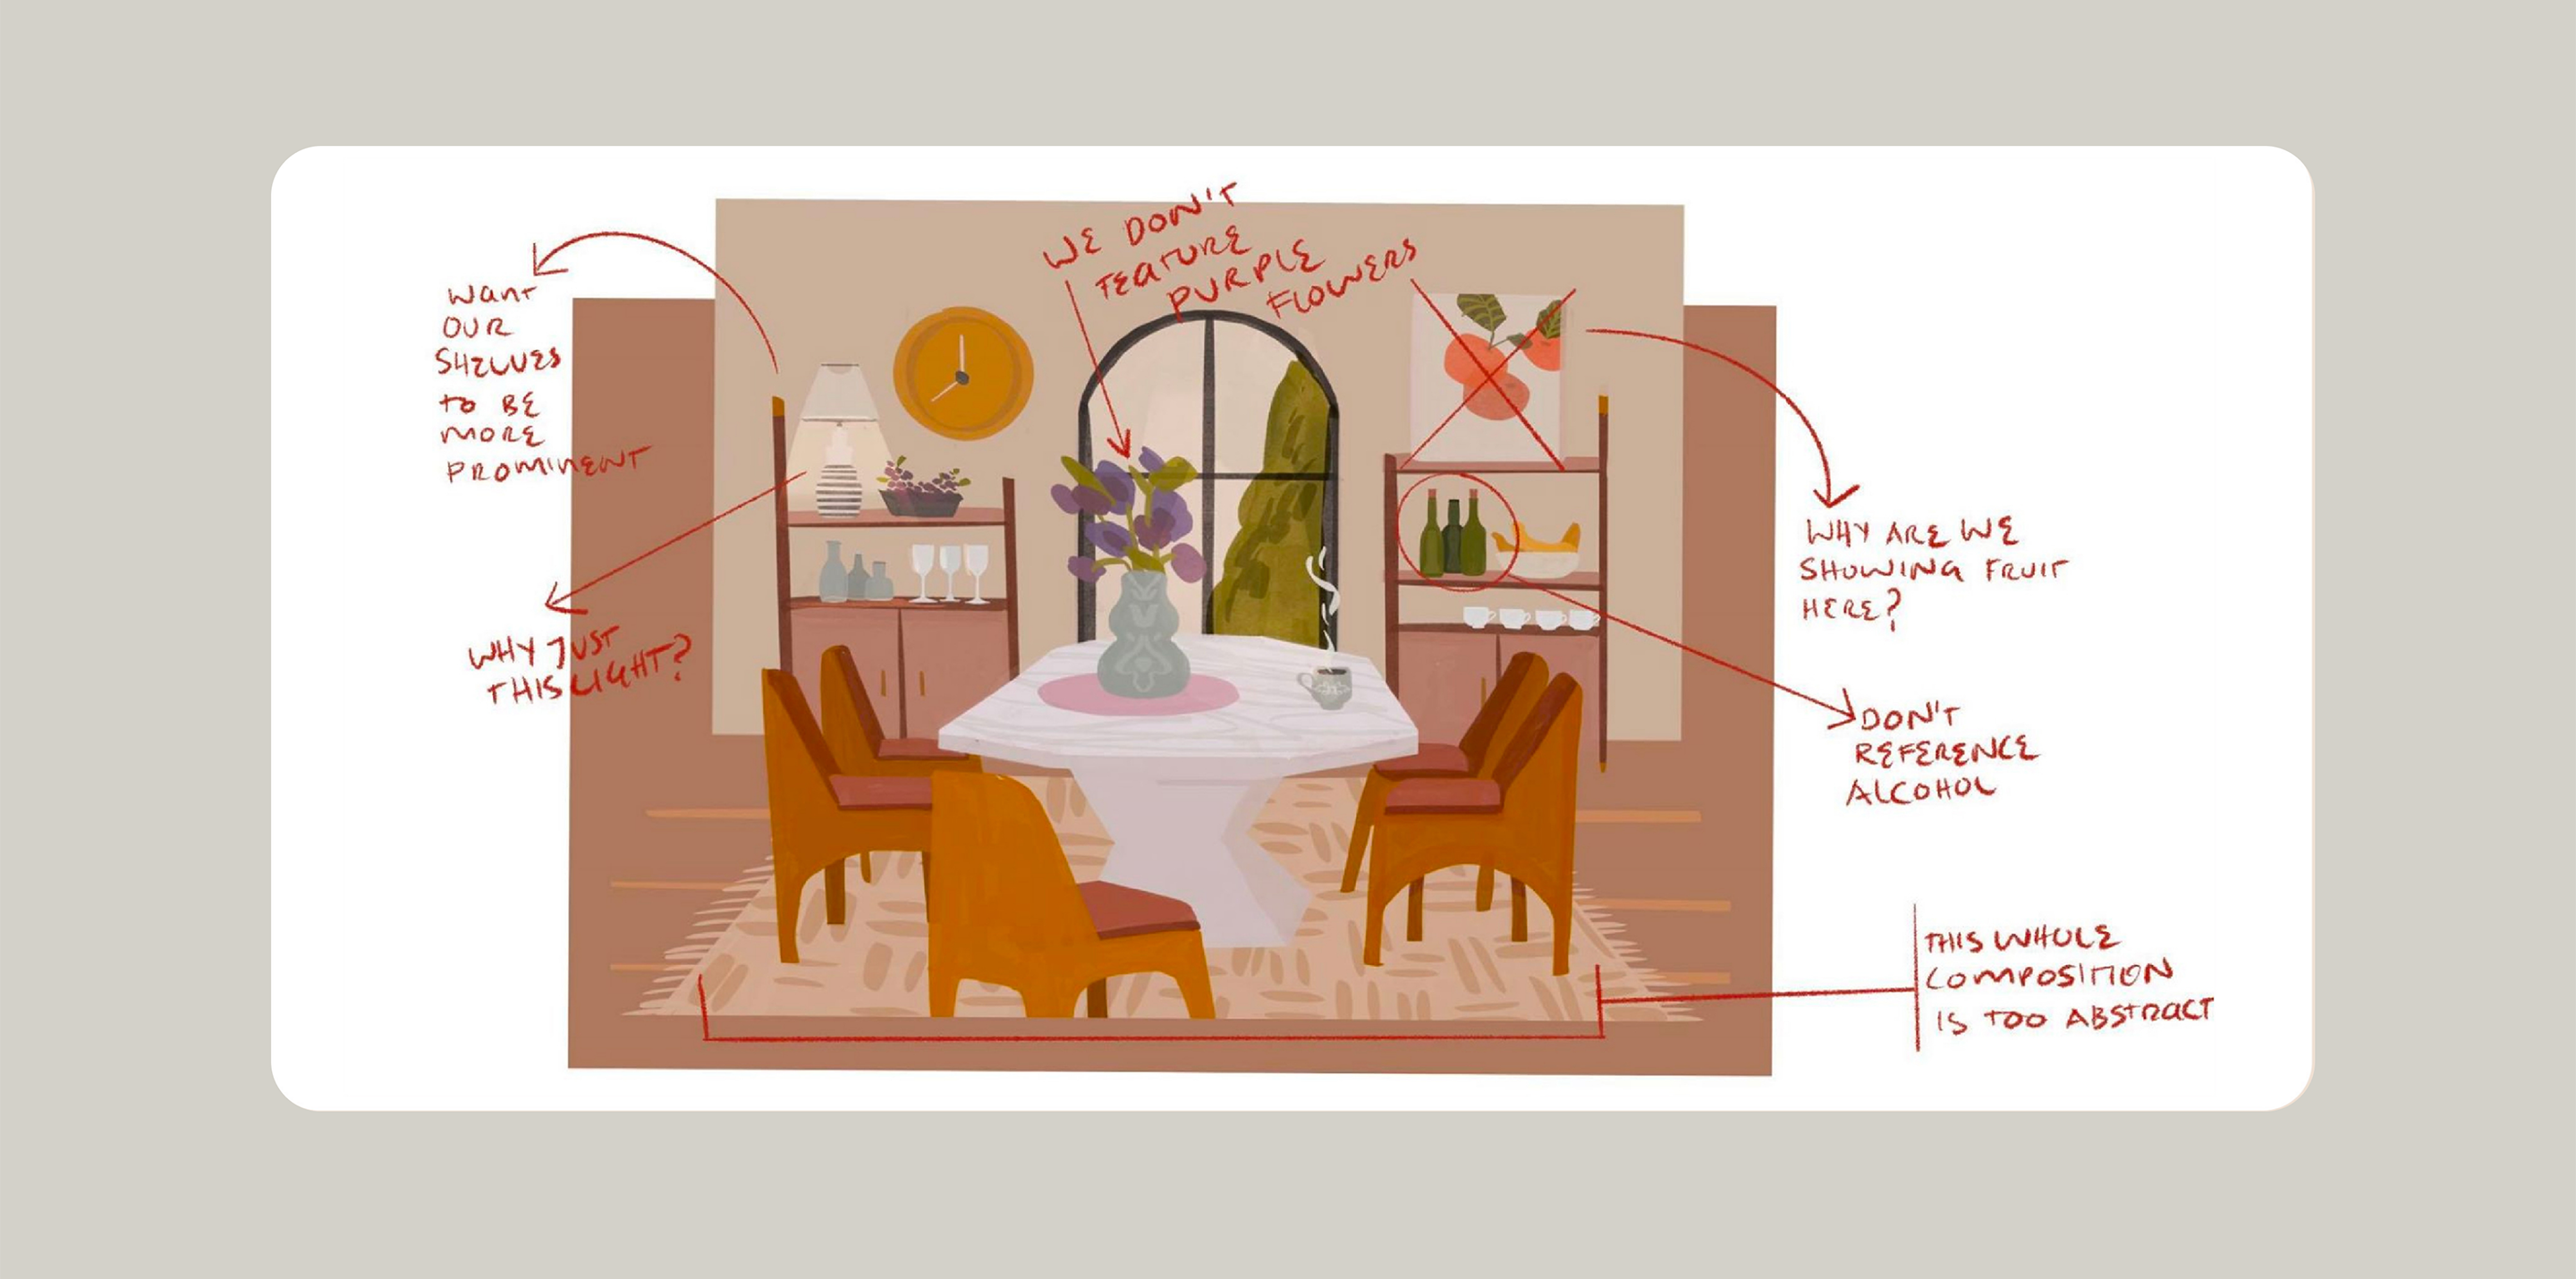 WE DON'T
FEATURE
PURPLE
FLOWERS
WANT
OUR
SHELVES
TO BE
MORE
PROMINENT
WHY JUST
THIS LIGHT?
WHY ARE WE
SHOWING FRUIT
HERE?
DON'T
REFERENCE
ALCOHOL
THIS WHOLE
COMPOSITION
IS TOO ABSTRACT